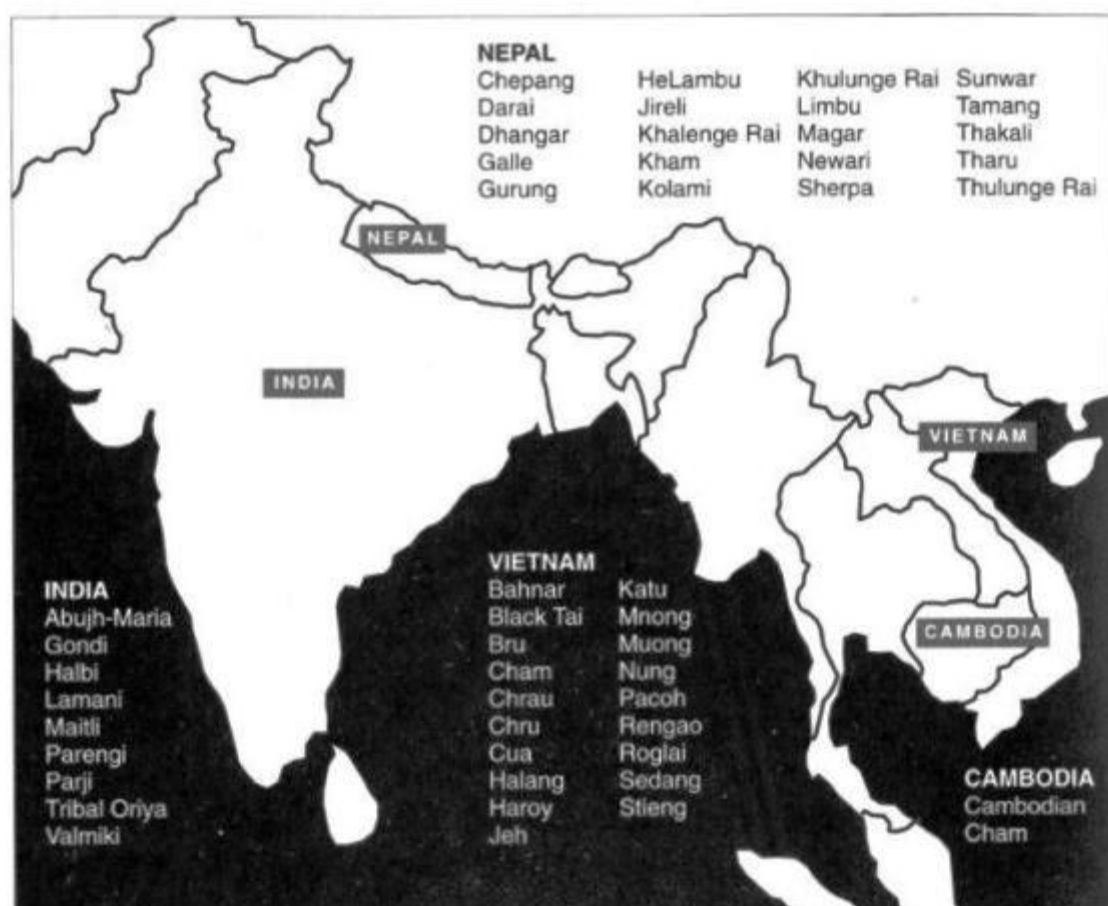 NEPAL
Chepang
Darai
Dhangar
Galle
Gurung
HeLambu
Jireli
Khalenge Rai
Kham
Kolami
Khulunge Rai
Limbu
Magar
Newari
Sherpa
Sunwar
Tamang
Thakali
Tharu
Thulunge Rai
NEPAL
INDIA
VIETNAM
CAMBODIA
INDIA
Abujh-Maria
Gondi
Halbi
Lamani
Maitli
Parengi
Parji
Tribal Oriya
Valmiki
VIETNAM
Bahnar
Black Tai
Bru
Cham
Chrau
Chru
Cua
Halang
Haroy
Jeh
Katu
Mnong
Muong
Nung
Pacoh
Rengao
Roglai
Sedang
Stieng
CAMBODIA
Cambodian
Cham